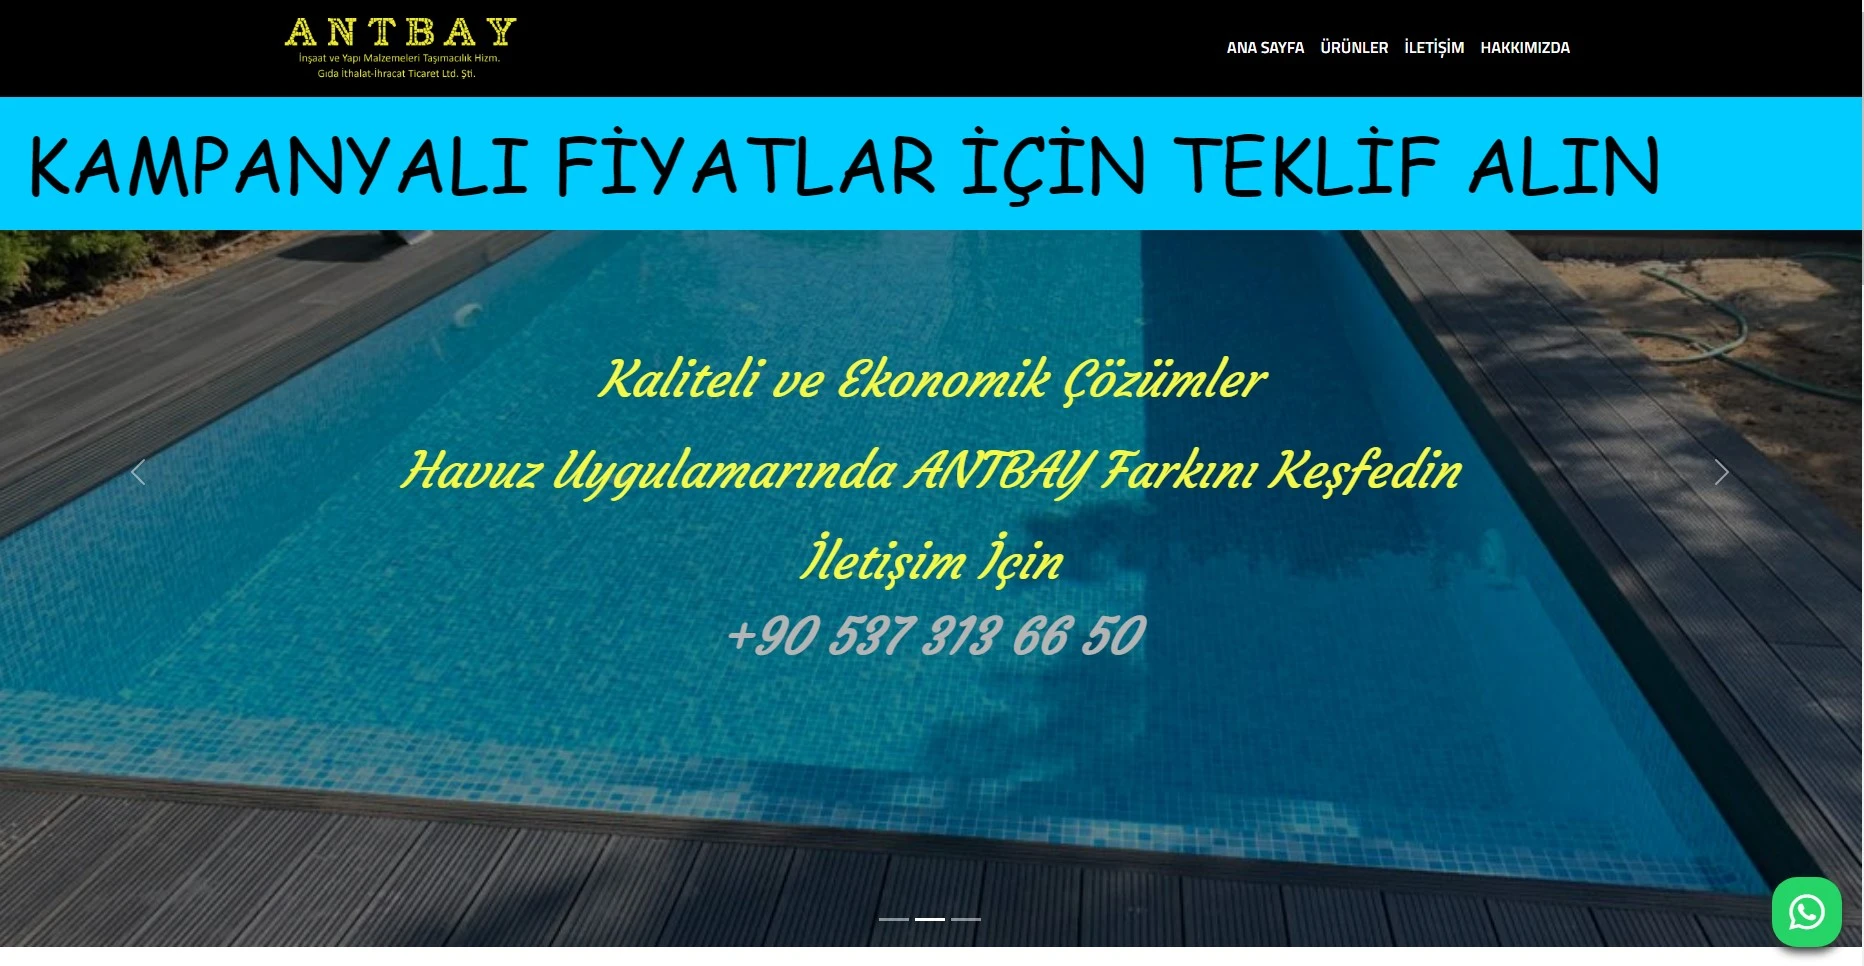 ANTBAY
İnşaat ve Yapı Malzemeleri Taşımacılık Hizm.
Gıda İthalat-İhracat Ticaret Ltd. Şti.
ANA SAYFA ÜRÜNLER İLETİŞİM HAKKIMIZDA
KAMPANYALI FİYATLAR İÇİN TEKLİF ALIN
Kaliteli ve Ekonomik Çözümler
Havuz Uygulamarında ANTBAY Farkını Keşfedin
İletişim İçin
+90 537 313 66 50